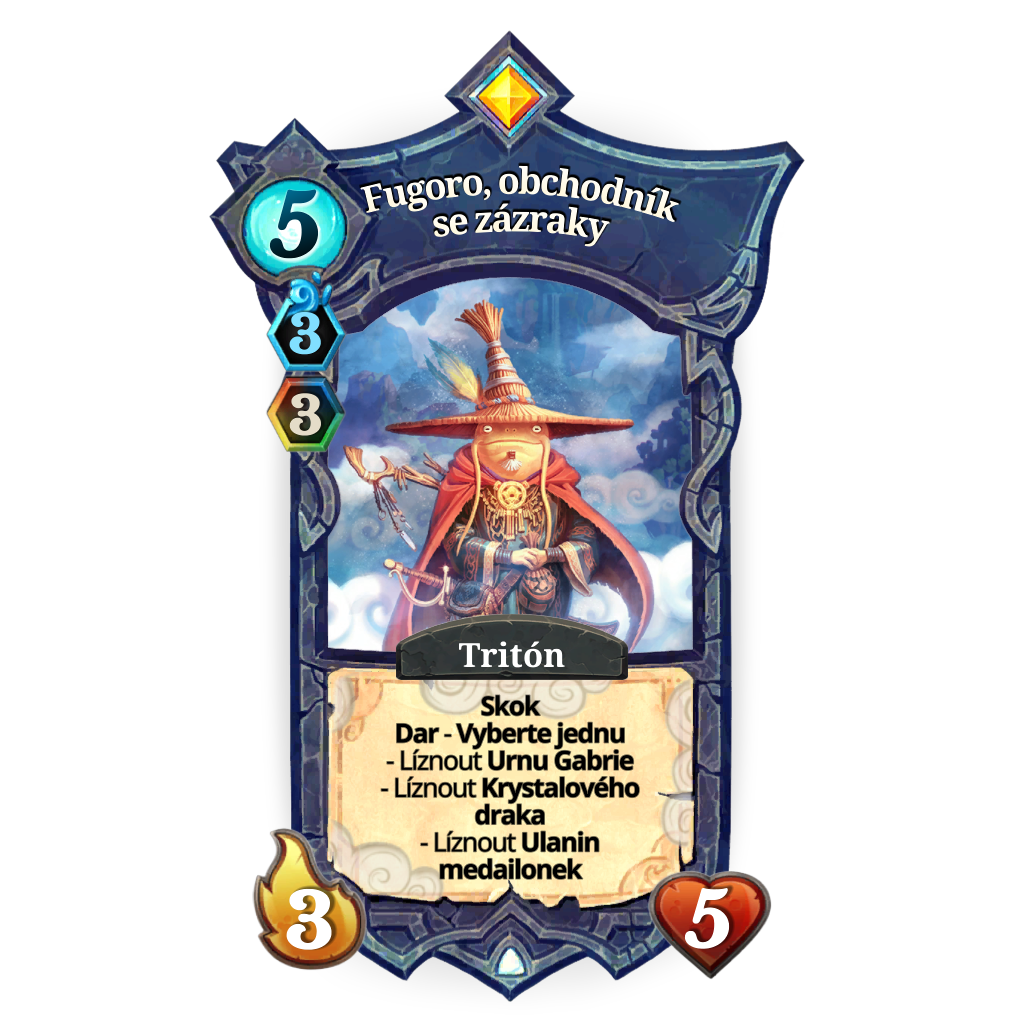 5
Fugoro, obchodník
se zázraky
3
3
Tritón
Skok
Dar - Vyberte jednu
- Líznout Urnu Gabrie
- Líznout Krystalového
draka
- Líznout Ulanin
medailonek
3
5